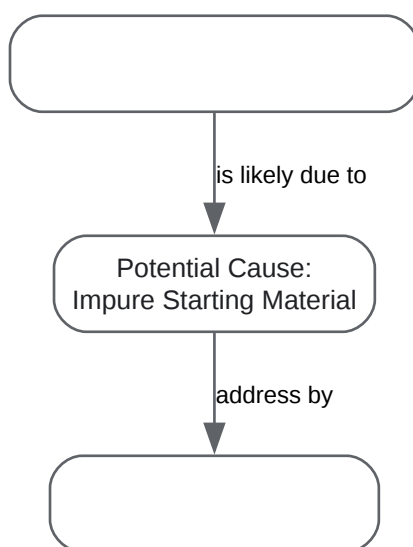 is likely due to
Potential Cause:
Impure Starting Material
address by